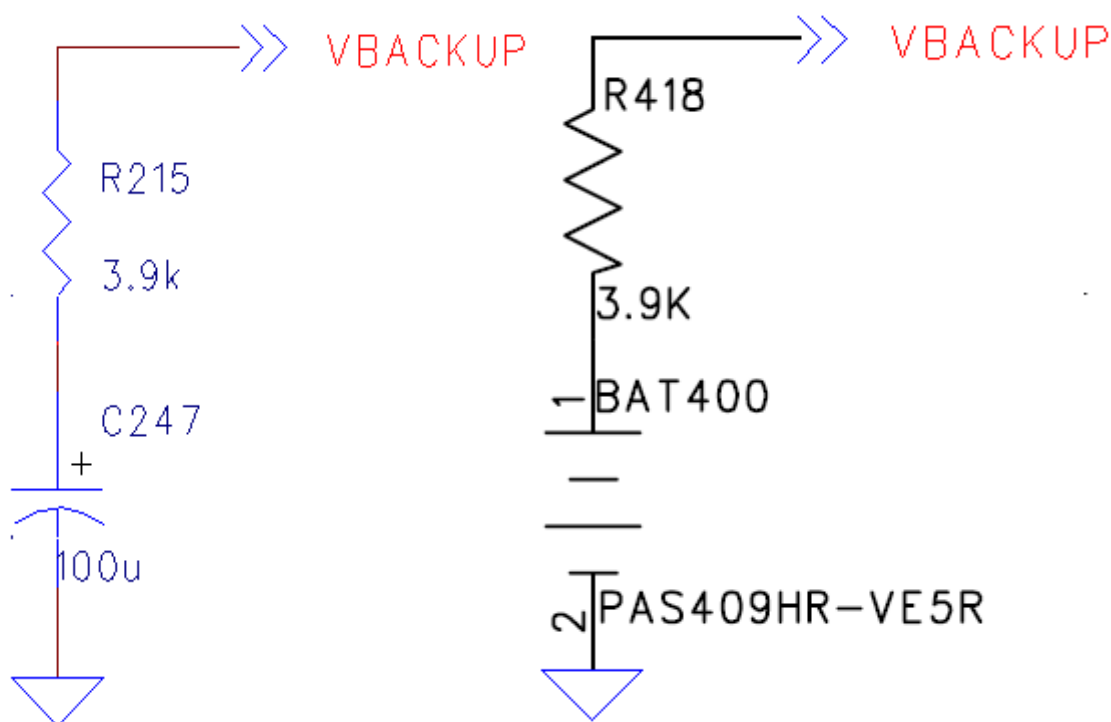 VBACKUP
R215
3.9k
C247
+
100u
VBACKUP
R418
3.9K
1
BAT400
2
PAS409HR-VE5R